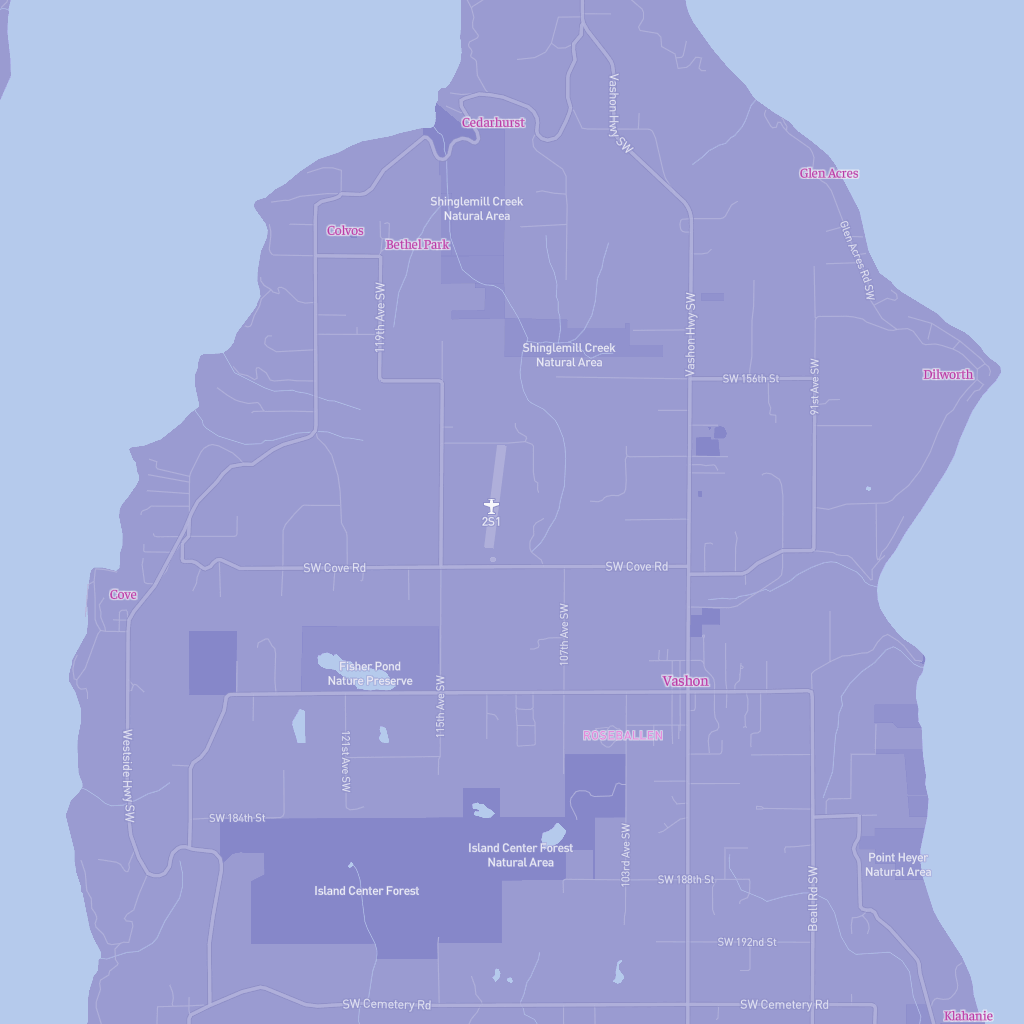 Vashon Hwy SW
Cedarhurst
Glen Acres
Shinglemill Creek
Natural Area
Colvos
Bethel Park
Glen Acres Rd SW
119th Ave SW
Vashon Hwy SW
Shinglemill Creek
Natural Area
SW 156th St
91st Ave SW
Dilworth
2S1
SW Cove Rd
SW Cove Rd
Cove
107th Ave SW
Fisher Pond
Nature Preserve
Vashon
115th Ave SW
121st Ave SW
ROSEBALLEN
Westside Hwy SW
SW 184th St
Island Center Forest
Natural Area
103rd Ave SW
Point Heyer
Natural Area
SW 188th St
Island Center Forest
Beall Rd SW
SW 192nd St
SW Cemetery Rd
SW Cemetery Rd
Klahanie